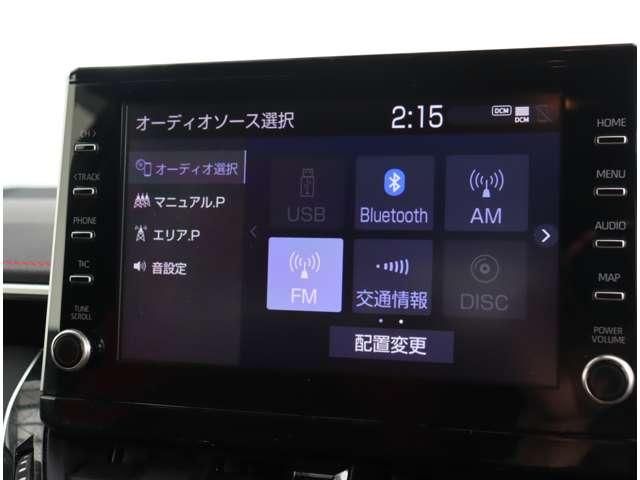 CH >
< TRACK
PHONE
TUNE
SCROLL
オーディオソース選択
2:15
DCM
DCM
オーディオ選択
マニュアル.P
エリア.P
音設定
USB
Bluetooth
AM
FM
交通情報
DISC
配置変更
HOME
MENU
AUDIO
MAP
POWER
VOLUME